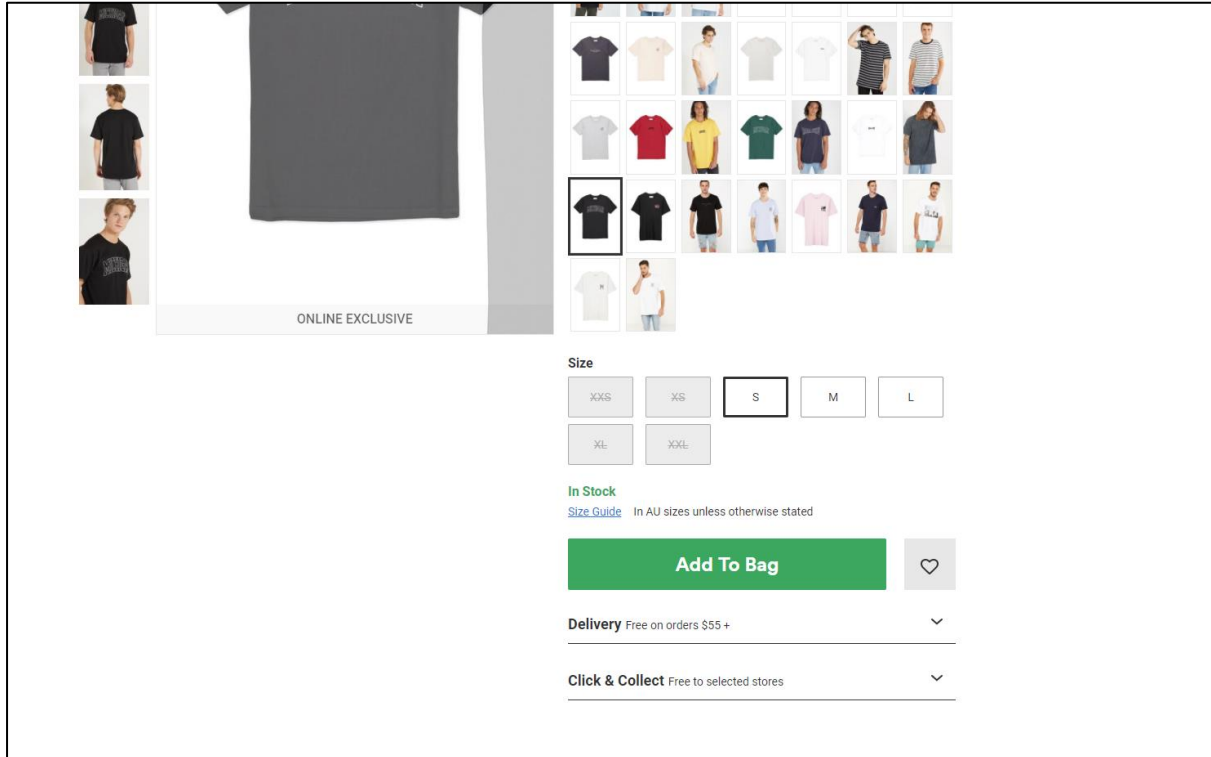 ONLINE EXCLUSIVE
Size
XXS XS S M L
XL XXL
In Stock
Size Guide In AU sizes unless otherwise stated
Add To Bag
Delivery Free on orders $55 +
Click & Collect Free to selected stores